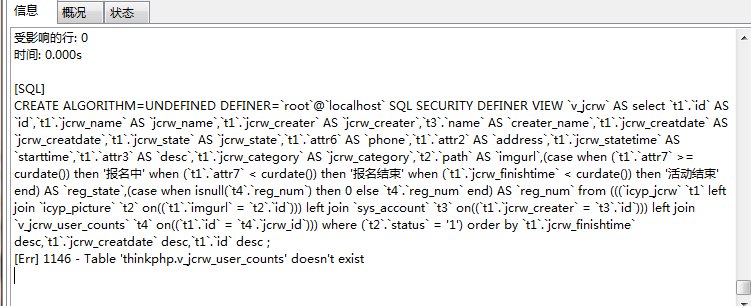 信息 概况 状态
受影响的行: 0
时间: 0.000s
[SQL]
CREATE ALGORITHM=UNDEFINED DEFINER=`root`@`localhost` SQL SECURITY DEFINER VIEW `v_jcrw` AS select `t1`.`id` AS
`id`,`t1`.`jcrw_name` AS `jcrw_name`,`t1`.`jcrw_creater` AS `jcrw_creater`,`t3`.`name` AS `creater_name`,`t1`.`jcrw_creatdate` AS
`jcrw_creatdate`,`t1`.`jcrw_state` AS `jcrw_state`,`t1`.`attr6` AS `phone`,`t1`.`attr2` AS `address`,`t1`.`jcrw_statetime` AS
`starttime`,`t1`.`attr3` AS `desc`,`t1`.`jcrw_category` AS `jcrw_category`,`t2`.`path` AS `imgurl`,(case when (`t1`.`attr7` >=
curdate()) then '报名中' when (`t1`.`attr7` < curdate()) then '报名结束' when (`t1`.`jcrw_finishtime` < curdate()) then '活动结束'
end) AS `reg_state`,(case when isnull(`t4`.`reg_num`) then 0 else `t4`.`reg_num` end) AS `reg_num` from (((`icyp_jcrw` `t1` left
join `icyp_picture` `t2` on((`t1`.`imgurl` = `t2`.`id`))) left join `sys_account` `t3` on((`t1`.`jcrw_creater` = `t3`.`id`))) left join
`v_jcrw_user_counts` `t4` on((`t1`.`id` = `t4`.`jcrw_id`))) where (`t2`.`status` = '1') order by `t1`.`jcrw_finishtime`
desc,`t1`.`jcrw_creatdate` desc,`t1`.`id` desc ;
[Err] 1146 - Table 'thinkphp.v_jcrw_user_counts' doesn't exist